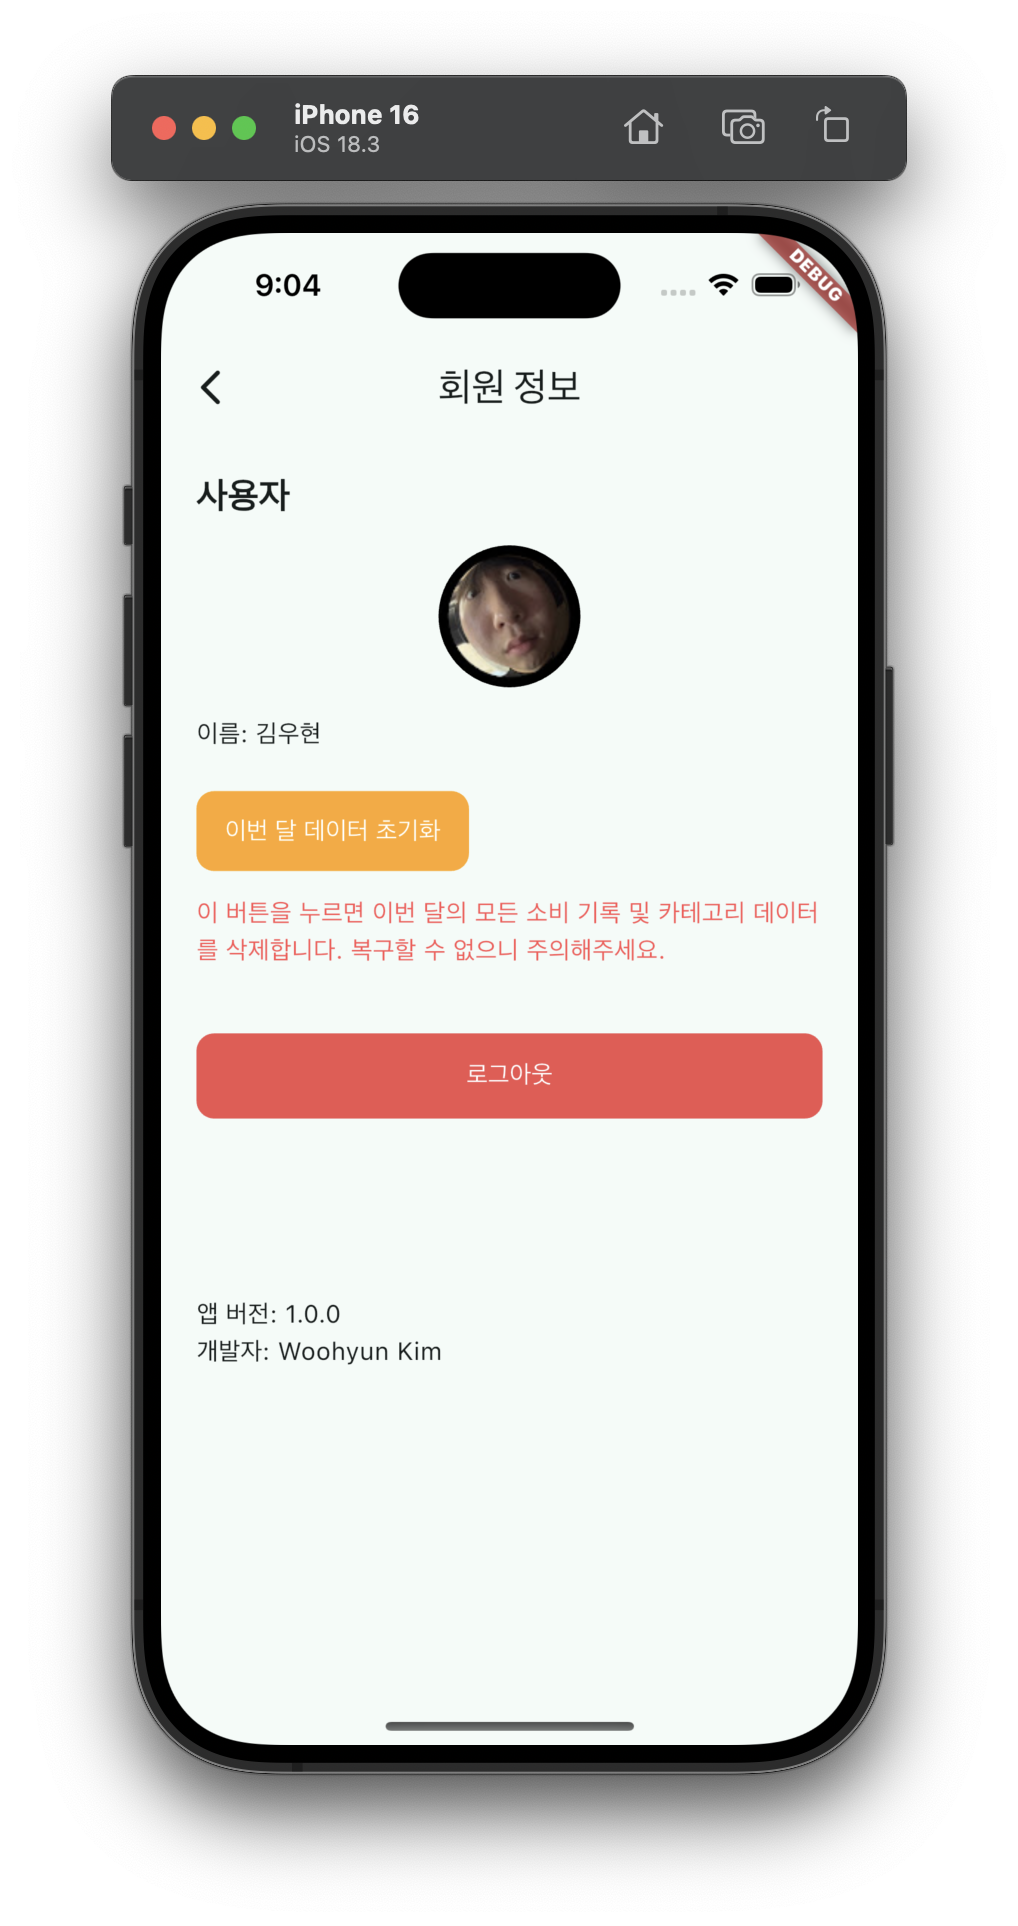 iPhone 16
iOS 18.3
9:04
DEBUG
회원 정보
사용자
이름: 김우현
이번 달 데이터 초기화
이 버튼을 누르면 이번 달의 모든 소비 기록 및 카테고리 데이터
를 삭제합니다. 복구할 수 없으니 주의해주세요.
로그아웃
앱 버전: 1.0.0
개발자: Woohyun Kim